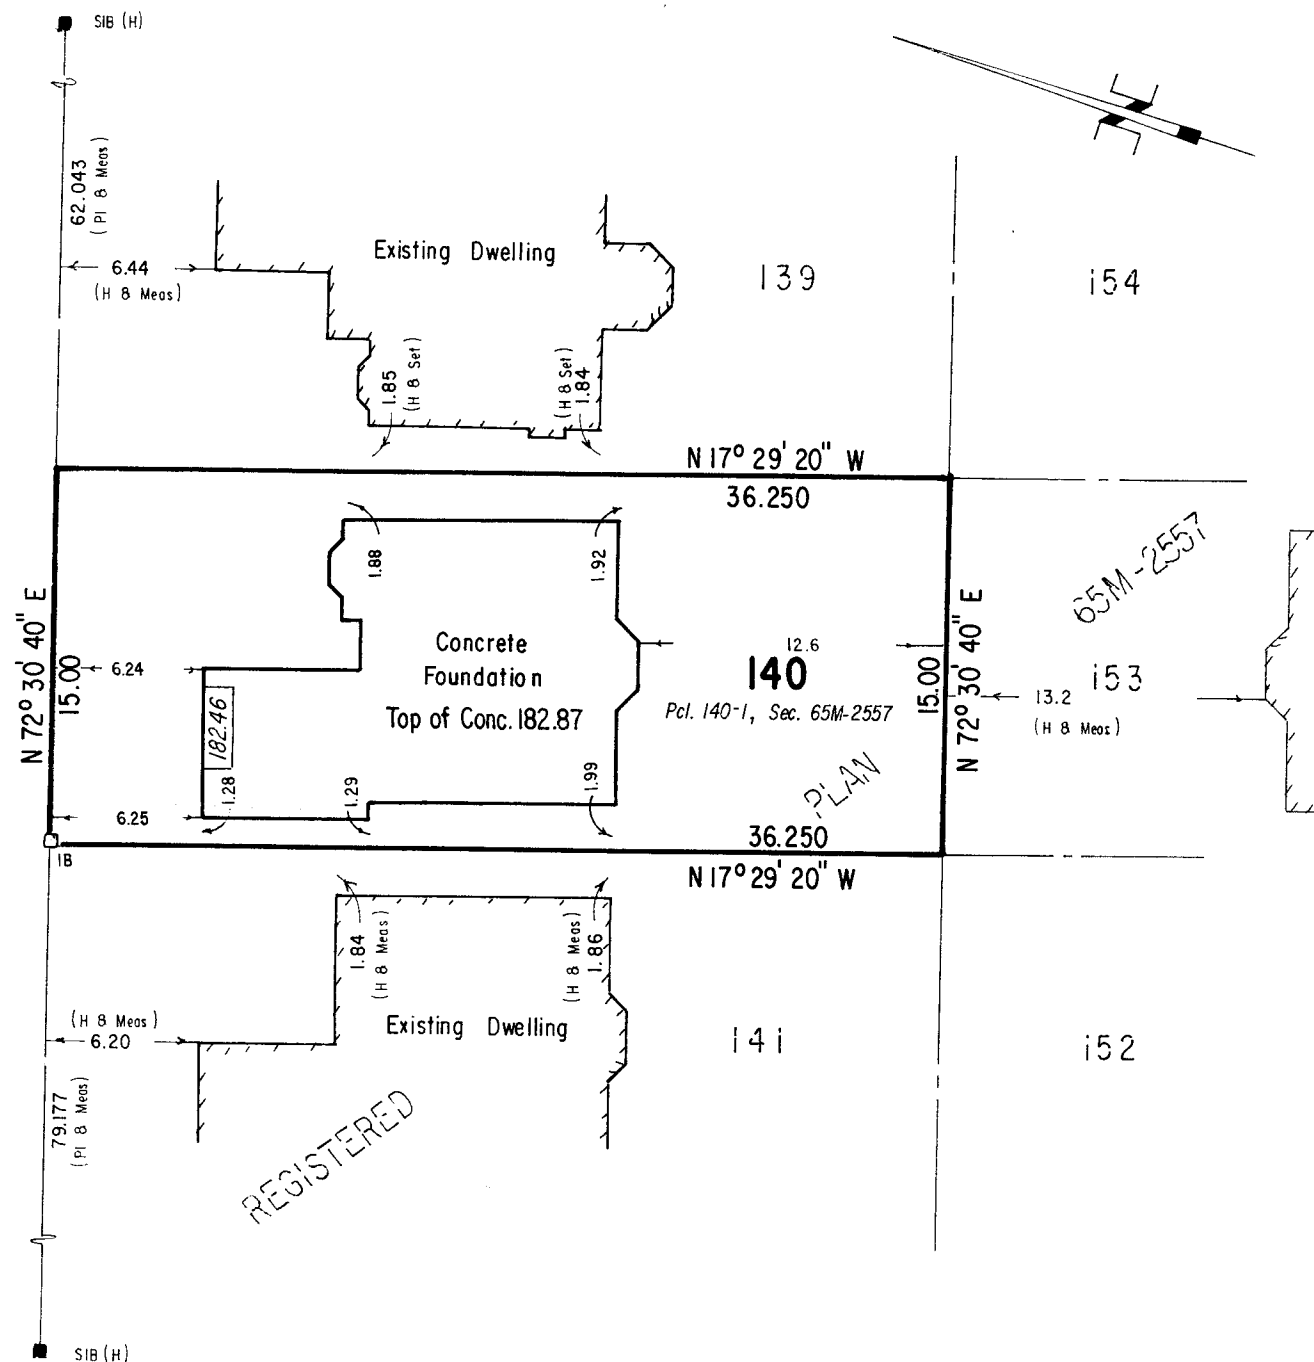 SIB (H)
62.043
(Pl & Meas)
6.44
(H & Meas)
Existing Dwelling
139
154
1.85
(H & Set)
(H & Set)
1.84
N 17° 29' 20" W
36.250
1.88
1.92
65M-2557
N 72° 30' 40" E
15.00
6.24
Concrete
Foundation
Top of Conc. 182.87
12.6
140
Pcl. 140-1, Sec. 65M-2557
15.00
N 72° 30' 40" E
153
13.2
(H & Meas)
182.46
1.28
1.29
1.99
PLAN
6.25
IB
36.250
N 17° 29' 20" W
1.84
(H & Meas)
(H & Meas)
1.86
(H & Meas)
6.20
Existing Dwelling
141
152
79.177
(Pl & Meas)
REGISTERED
SIB (H)